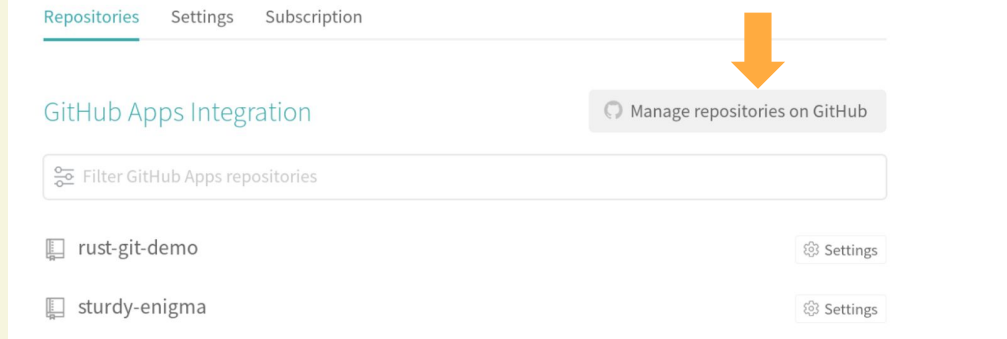 Repositories Settings Subscription
GitHub Apps Integration
Manage repositories on GitHub
Filter GitHub Apps repositories
rust-git-demo
Settings
sturdy-enigma
Settings